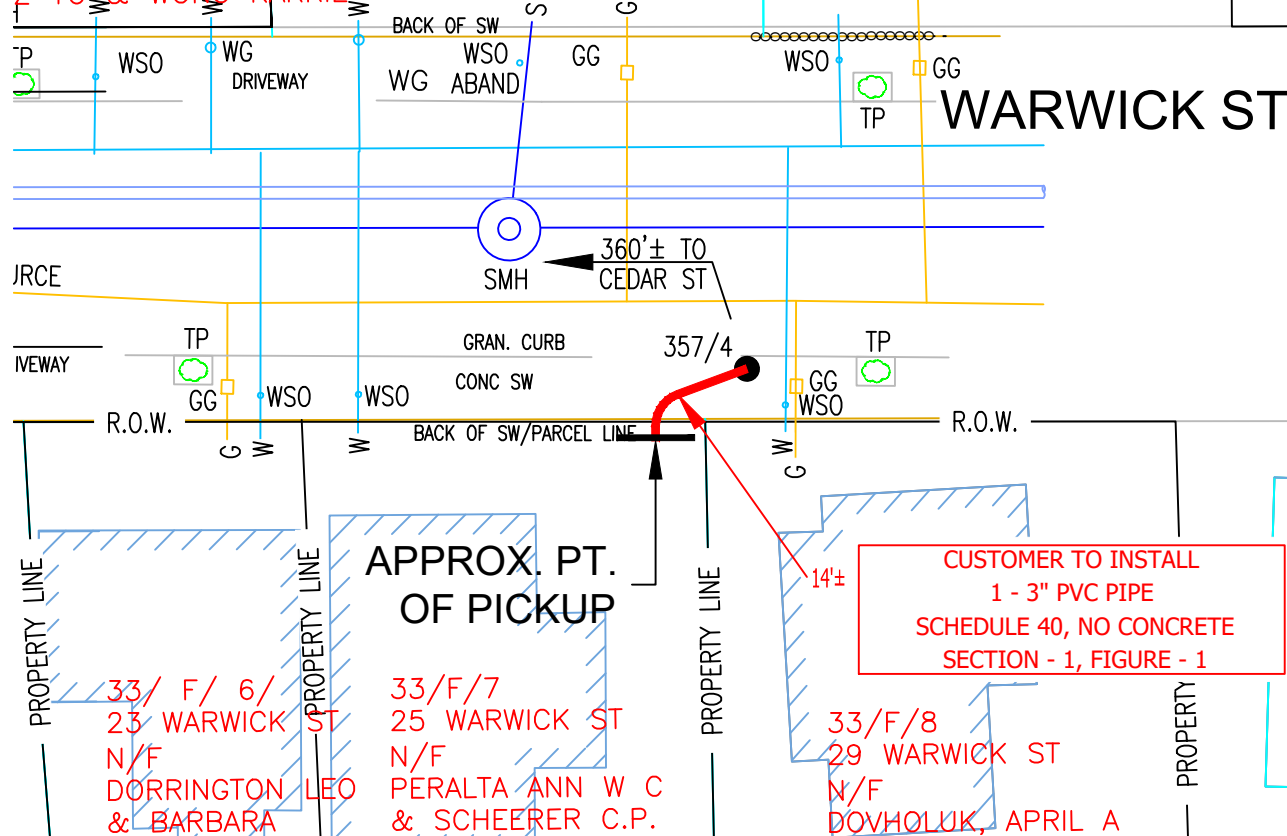 W
W
W
S
G
BACK OF SW
TP
WSO
WG
DRIVEWAY
WG
WSO
ABAND
GG
WSO
GG
TP
WARWICK ST
360'± TO
CEDAR ST
SMH
URCE
TP
GRAN. CURB
357/4
TP
IVEWAY
CONC SW
GG
GG
WSO
WSO
WSO
R.O.W.
BACK OF SW/PARCEL LINE
R.O.W.
G
W
W
W
G
APPROX. PT.
OF PICKUP
14'±
CUSTOMER TO INSTALL
1 - 3" PVC PIPE
SCHEDULE 40, NO CONCRETE
SECTION - 1, FIGURE - 1
PROPERTY LINE
PROPERTY LINE
PROPERTY LINE
PROPERTY
33/ F/ 6/
23 WARWICK ST
N/F
DORRINGTON LEO
& BARBARA
33/F/7
25 WARWICK ST
N/F
PERALTA ANN W C
& SCHEERER C.P.
33/F/8
29 WARWICK ST
N/F
DOVHOLUK, APRIL A